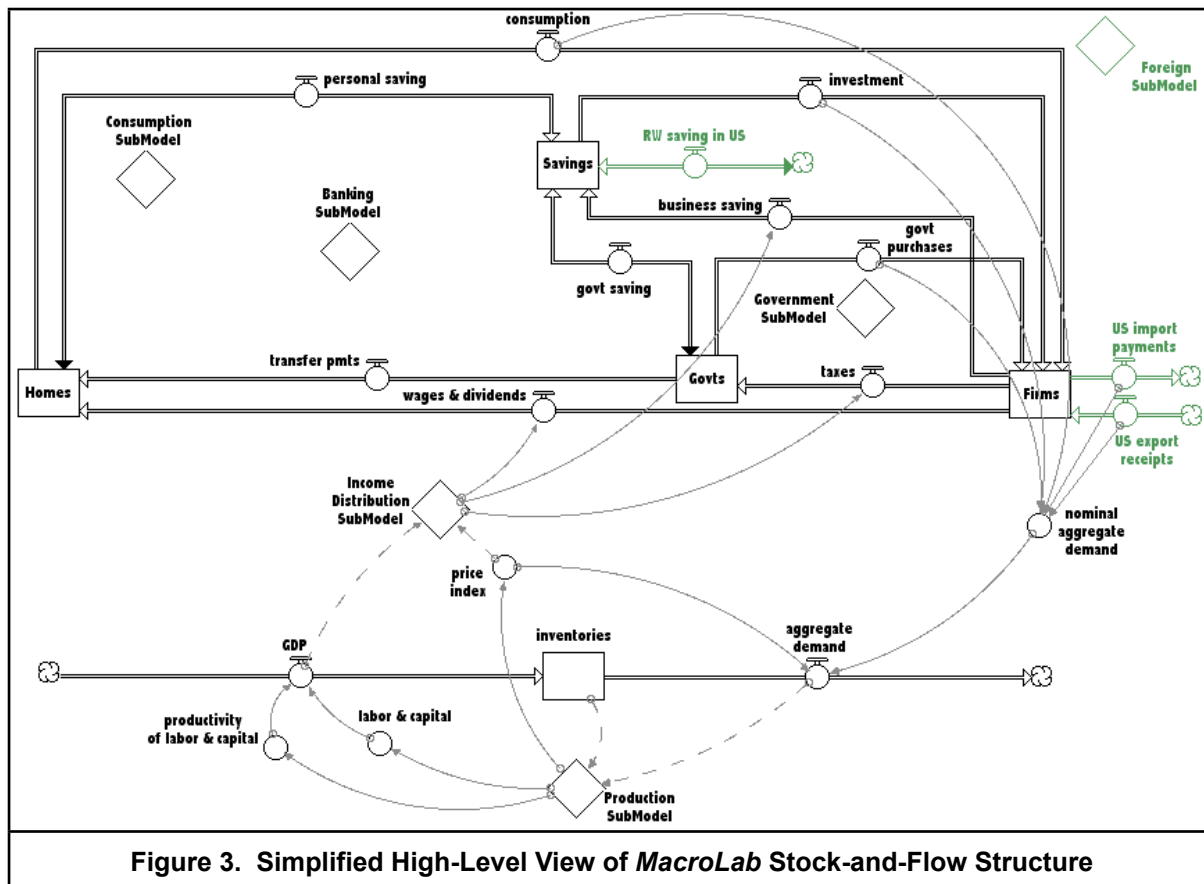 consumption
Foreign
SubModel
personal saving
investment
Consumption
SubModel
RW saving in US
Savings
Banking
SubModel
business saving
govt
purchases
govt saving
Government
SubModel
US import
payments
transfer pmts
Govts
taxes
Homes
wages & dividends
Firms
US export
receipts
Income
Distribution
SubModel
nominal
aggregate
demand
price
index
GDP
inventories
aggregate
demand
productivity
of labor & capital
labor & capital
Production
SubModel
Figure 3. Simplified High-Level View of MacroLab Stock-and-Flow Structure